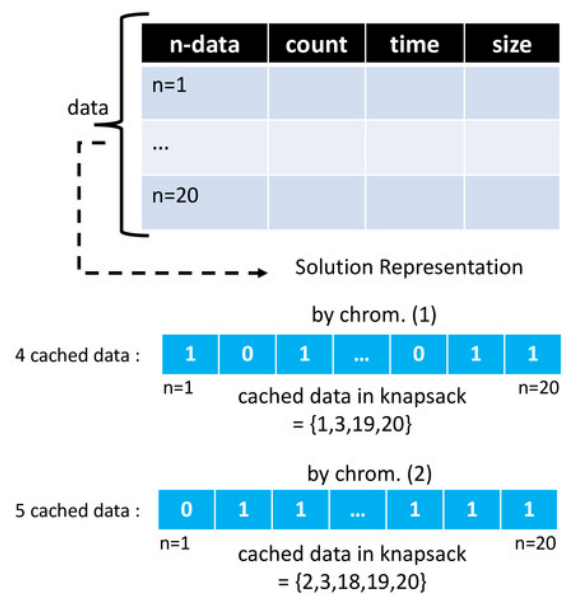 n-data count time size
n=1
data
...
n=20
Solution Representation
by chrom. (1)
4 cached data : 1 0 1 ... 0 1 1
n=1 n=20
cached data in knapsack
= {1,3,19,20}
by chrom. (2)
5 cached data : 0 1 1 ... 1 1 1
n=1 n=20
cached data in knapsack
= {2,3,18,19,20}